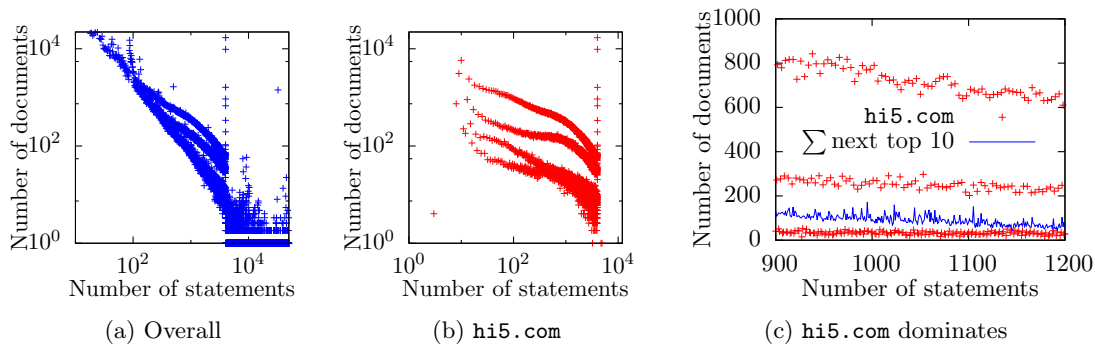 Number of documents
10^4
10^2
10^0
10^2
10^4
Number of statements
(a) Overall
Number of documents
10^4
10^2
10^0
10^0
10^2
10^4
Number of statements
(b) hi5.com
Number of documents
1000
800
600
400
200
0
hi5.com
∑ next top 10
900
1000
1100
1200
Number of statements
(c) hi5.com dominates